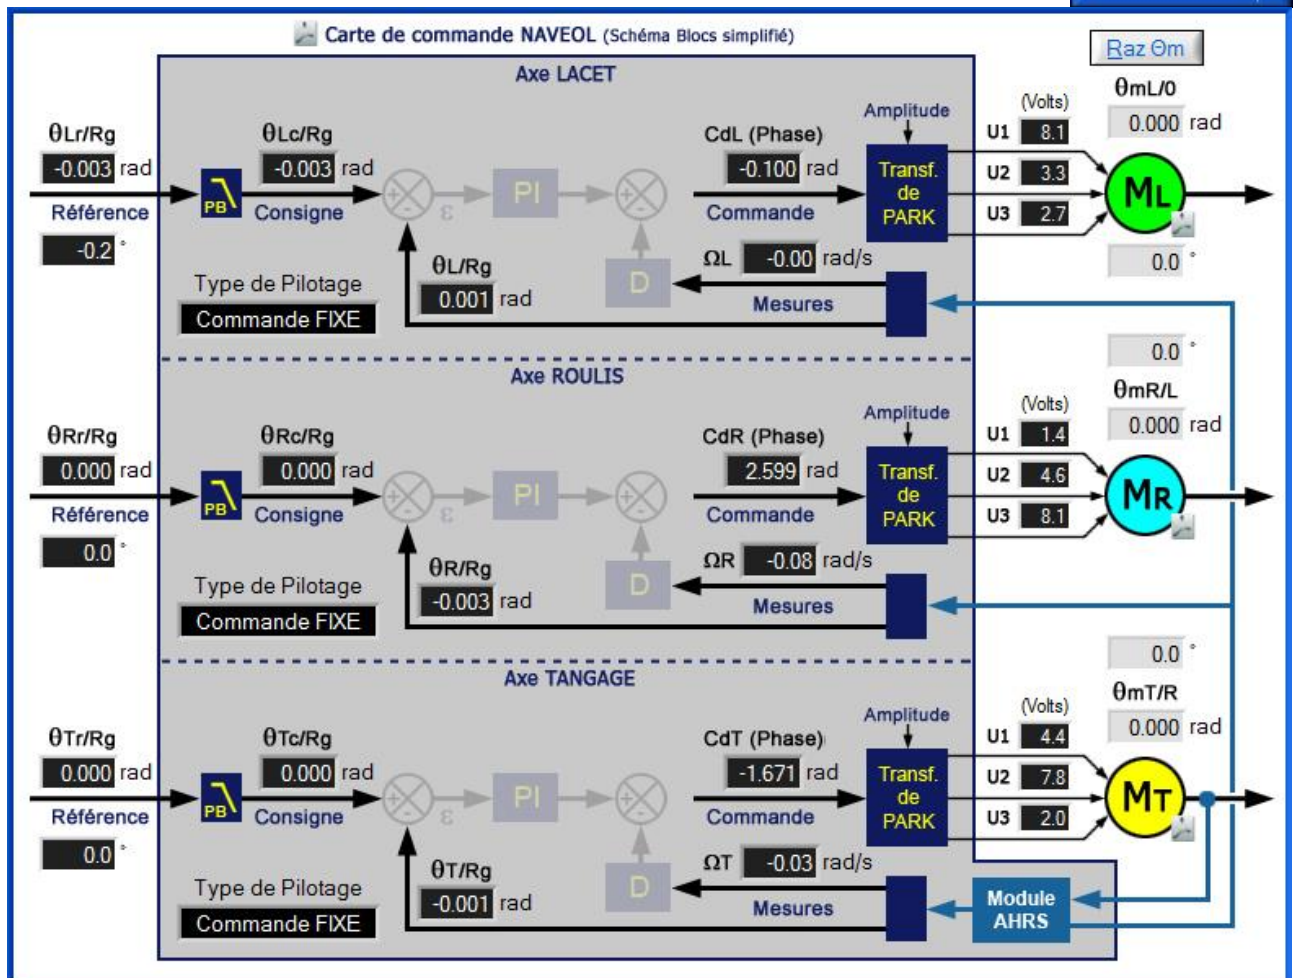 Carte de commande NAVEOL (Schéma Blocs simplifié)
Raz Θm
Axe LACET
θLr/Rg
-0.003 rad
Référence
-0.2 °
PB
θLc/Rg
-0.003 rad
Consigne
Type de Pilotage
Commande FIXE
+
-
ε
PI
+
-
D
θL/Rg
0.001 rad
CdL (Phase)
-0.100 rad
Commande
ΩL -0.00 rad/s
Mesures
Amplitude
Transf.
de
PARK
(Volts)
U1 8.1
U2 3.3
U3 2.7
θmL/0
0.000 rad
ML
0.0 °
Axe ROULIS
θRr/Rg
0.000 rad
Référence
0.0 °
PB
θRc/Rg
0.000 rad
Consigne
Type de Pilotage
Commande FIXE
+
-
ε
PI
+
-
D
θR/Rg
-0.003 rad
CdR (Phase)
2.599 rad
Commande
ΩR -0.08 rad/s
Mesures
Amplitude
Transf.
de
PARK
(Volts)
U1 1.4
U2 4.6
U3 8.1
0.0 °
θmR/L
0.000 rad
MR
Axe TANGAGE
θTr/Rg
0.000 rad
Référence
0.0 °
PB
θTc/Rg
0.000 rad
Consigne
Type de Pilotage
Commande FIXE
+
-
ε
PI
+
-
D
θT/Rg
-0.001 rad
CdT (Phase)
-1.671 rad
Commande
ΩT -0.03 rad/s
Mesures
Amplitude
Transf.
de
PARK
(Volts)
U1 4.4
U2 7.8
U3 2.0
0.0 °
θmT/R
0.000 rad
MT
Module
AHRS